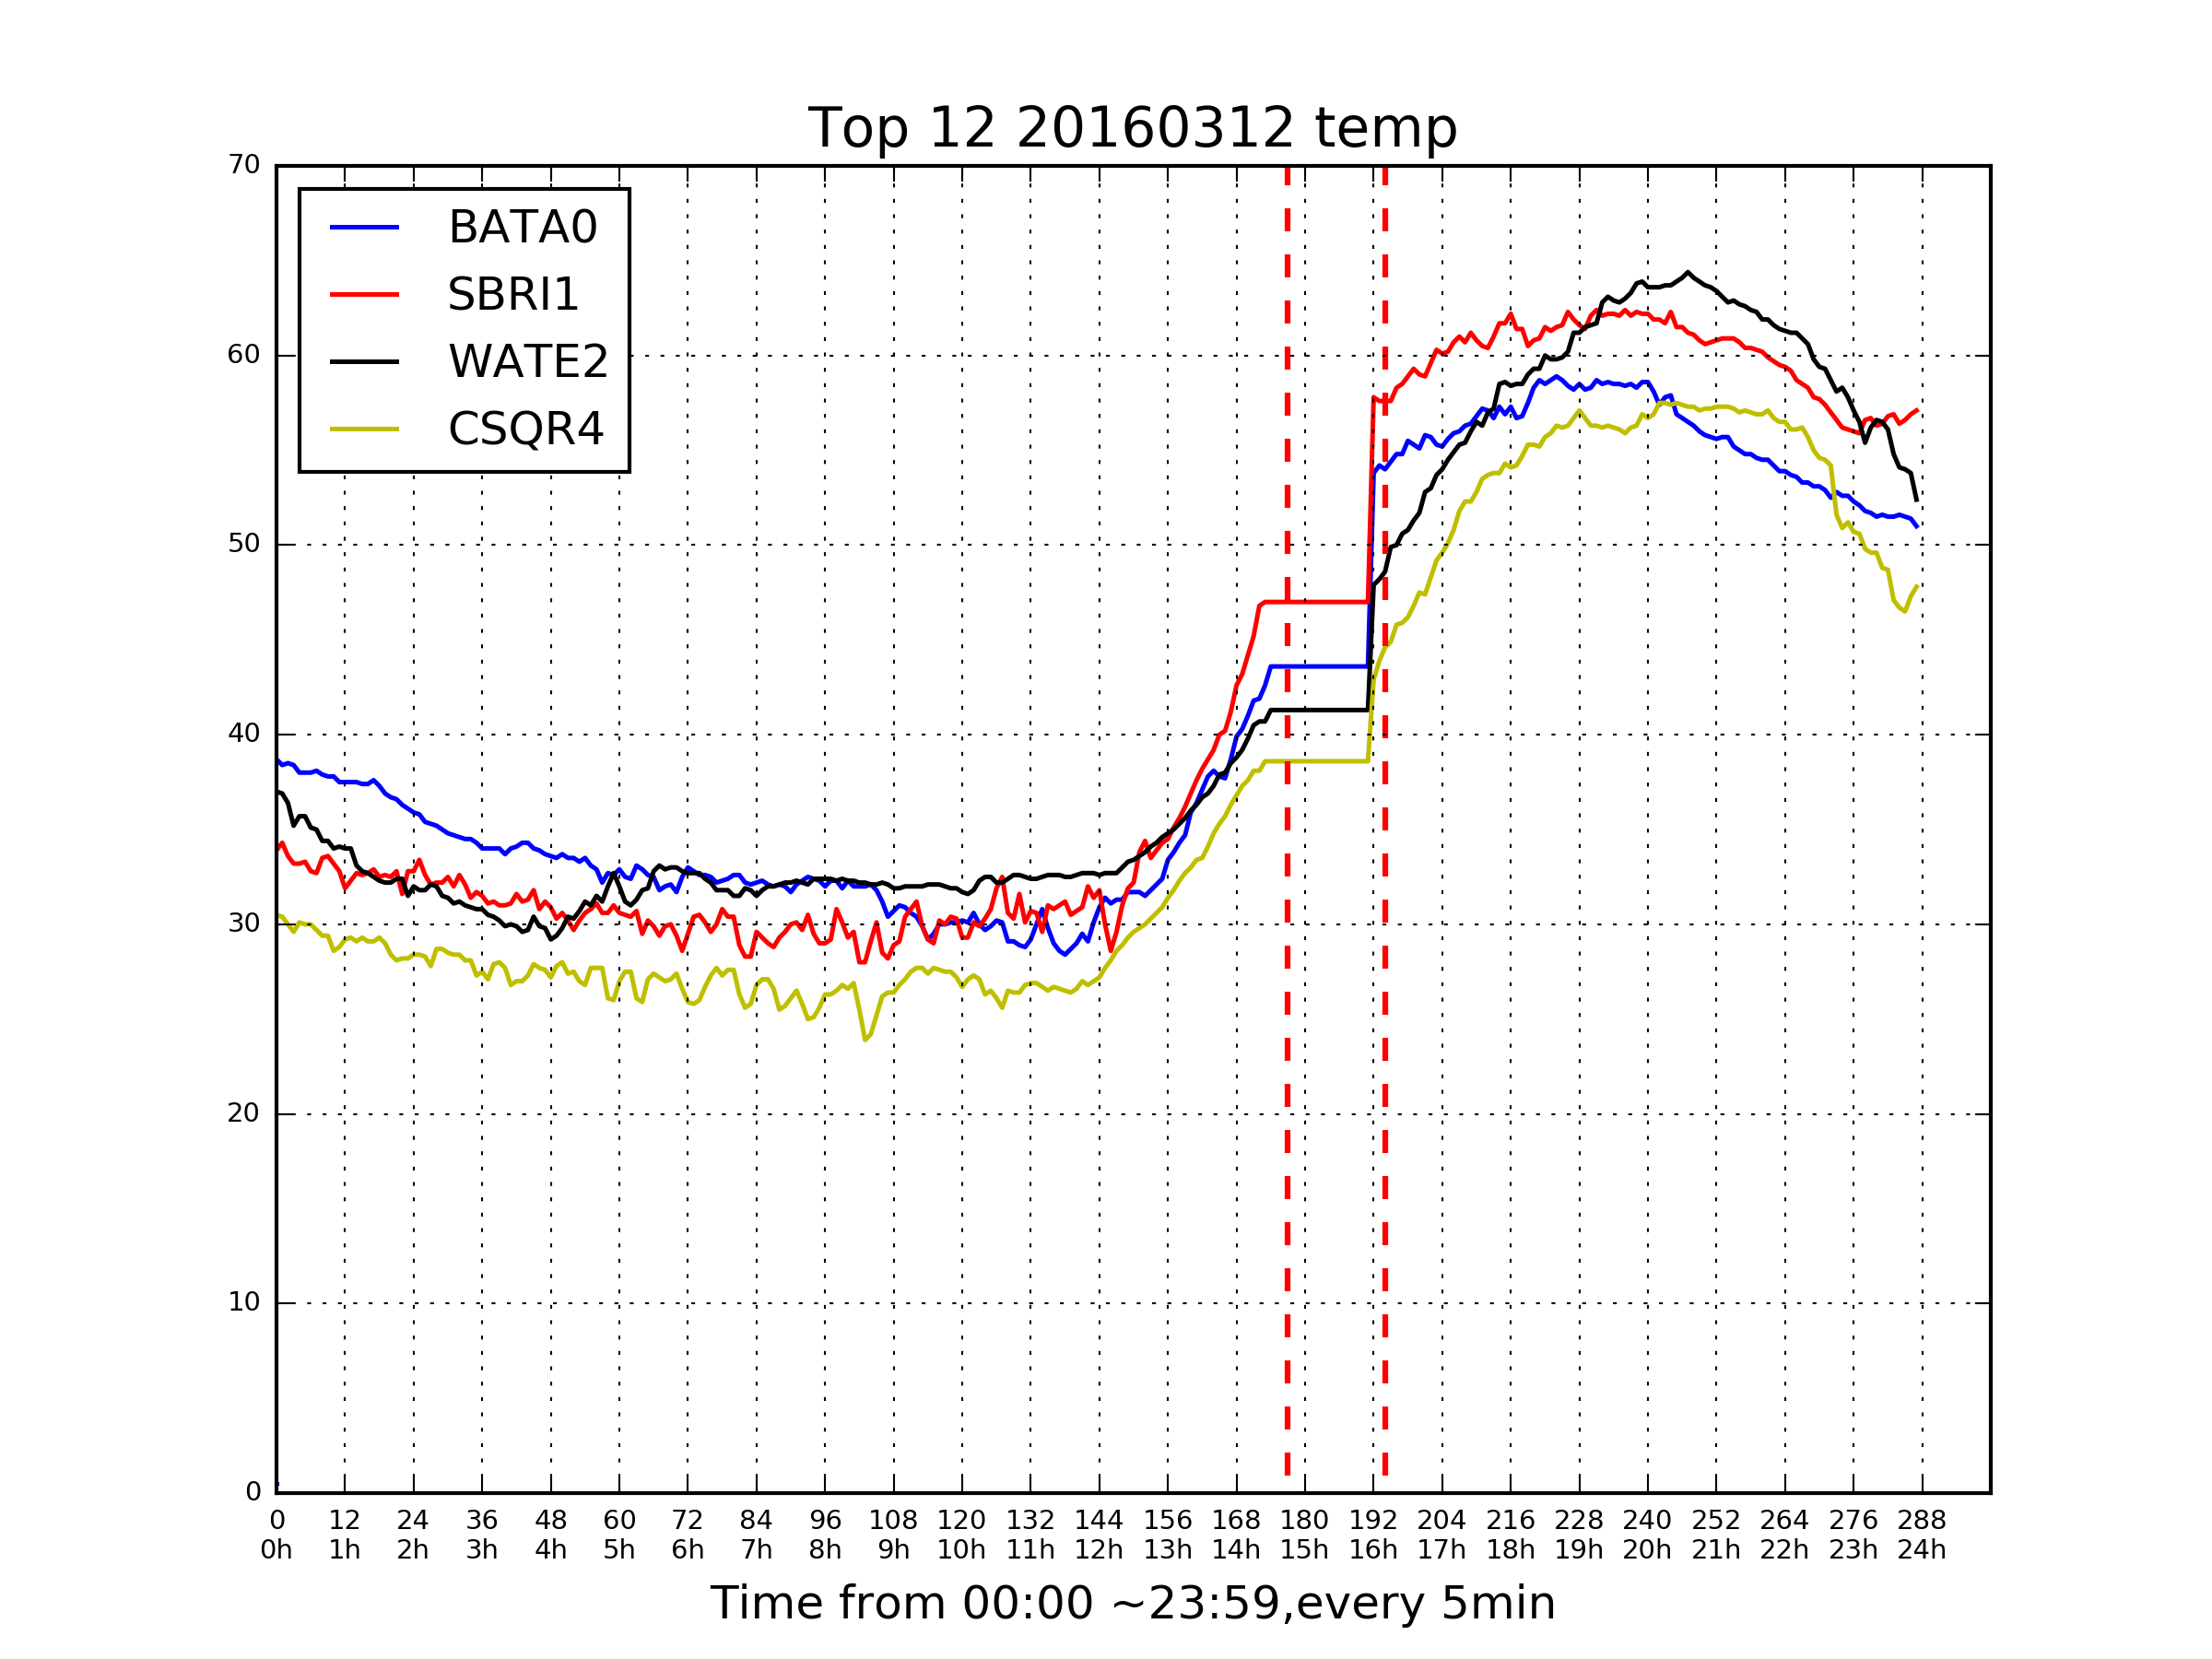 Top 12 20160312 temp
70
60
50
40
30
20
10
0
BATA0
SBRI1
WATE2
CSQR4
0 12 24 36 48 60 72 84 96 108 120 132 144 156 168 180 192 204 216 228 240 252 264 276 288
0h 1h 2h 3h 4h 5h 6h 7h 8h 9h 10h 11h 12h 13h 14h 15h 16h 17h 18h 19h 20h 21h 22h 23h 24h
Time from 00:00 ~23:59,every 5min